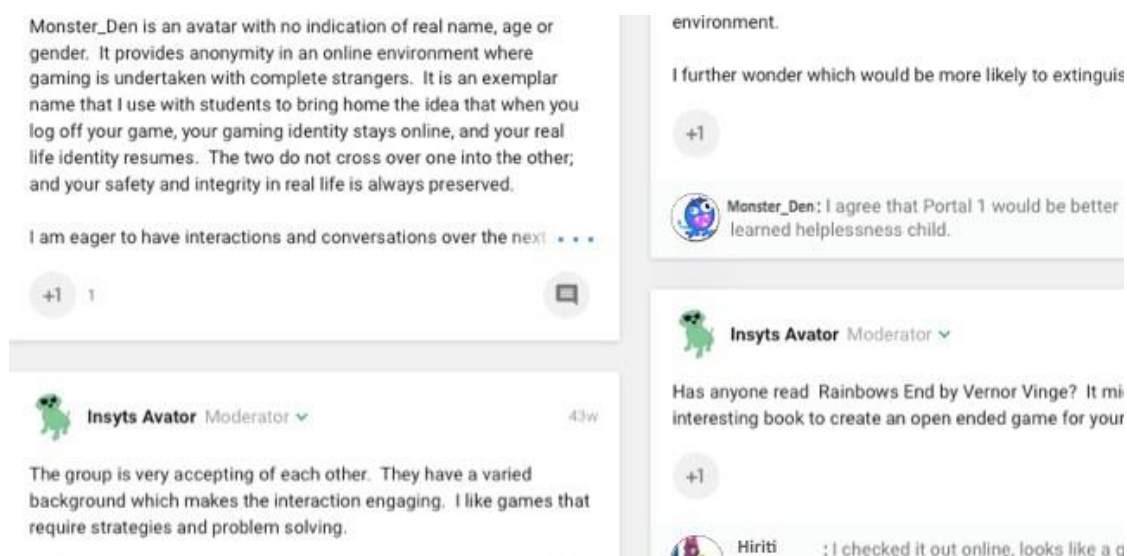 Monster_Den is an avatar with no indication of real name, age or
gender. It provides anonymity in an online environment where
gaming is undertaken with complete strangers. It is an exemplar
name that I use with students to bring home the idea that when you
log off your game, your gaming identity stays online, and your real
life identity resumes. The two do not cross over one into the other;
and your safety and integrity in real life is always preserved.
I am eager to have interactions and conversations over the next
+1 1
Insyts Avator Moderator 43w
The group is very accepting of each other. They have a varied
background which makes the interaction engaging. I like games that
require strategies and problem solving.
environment.
I further wonder which would be more likely to
+1
Monster_Den: I agree that Portal 1 would be better
learned helplessness child.
Insyts Avator Moderator
Has anyone read Rainbows End by Vernor Vinge? It
interesting book to create an open ended game for your
+1
Hiriti : I checked it out online, looks like a